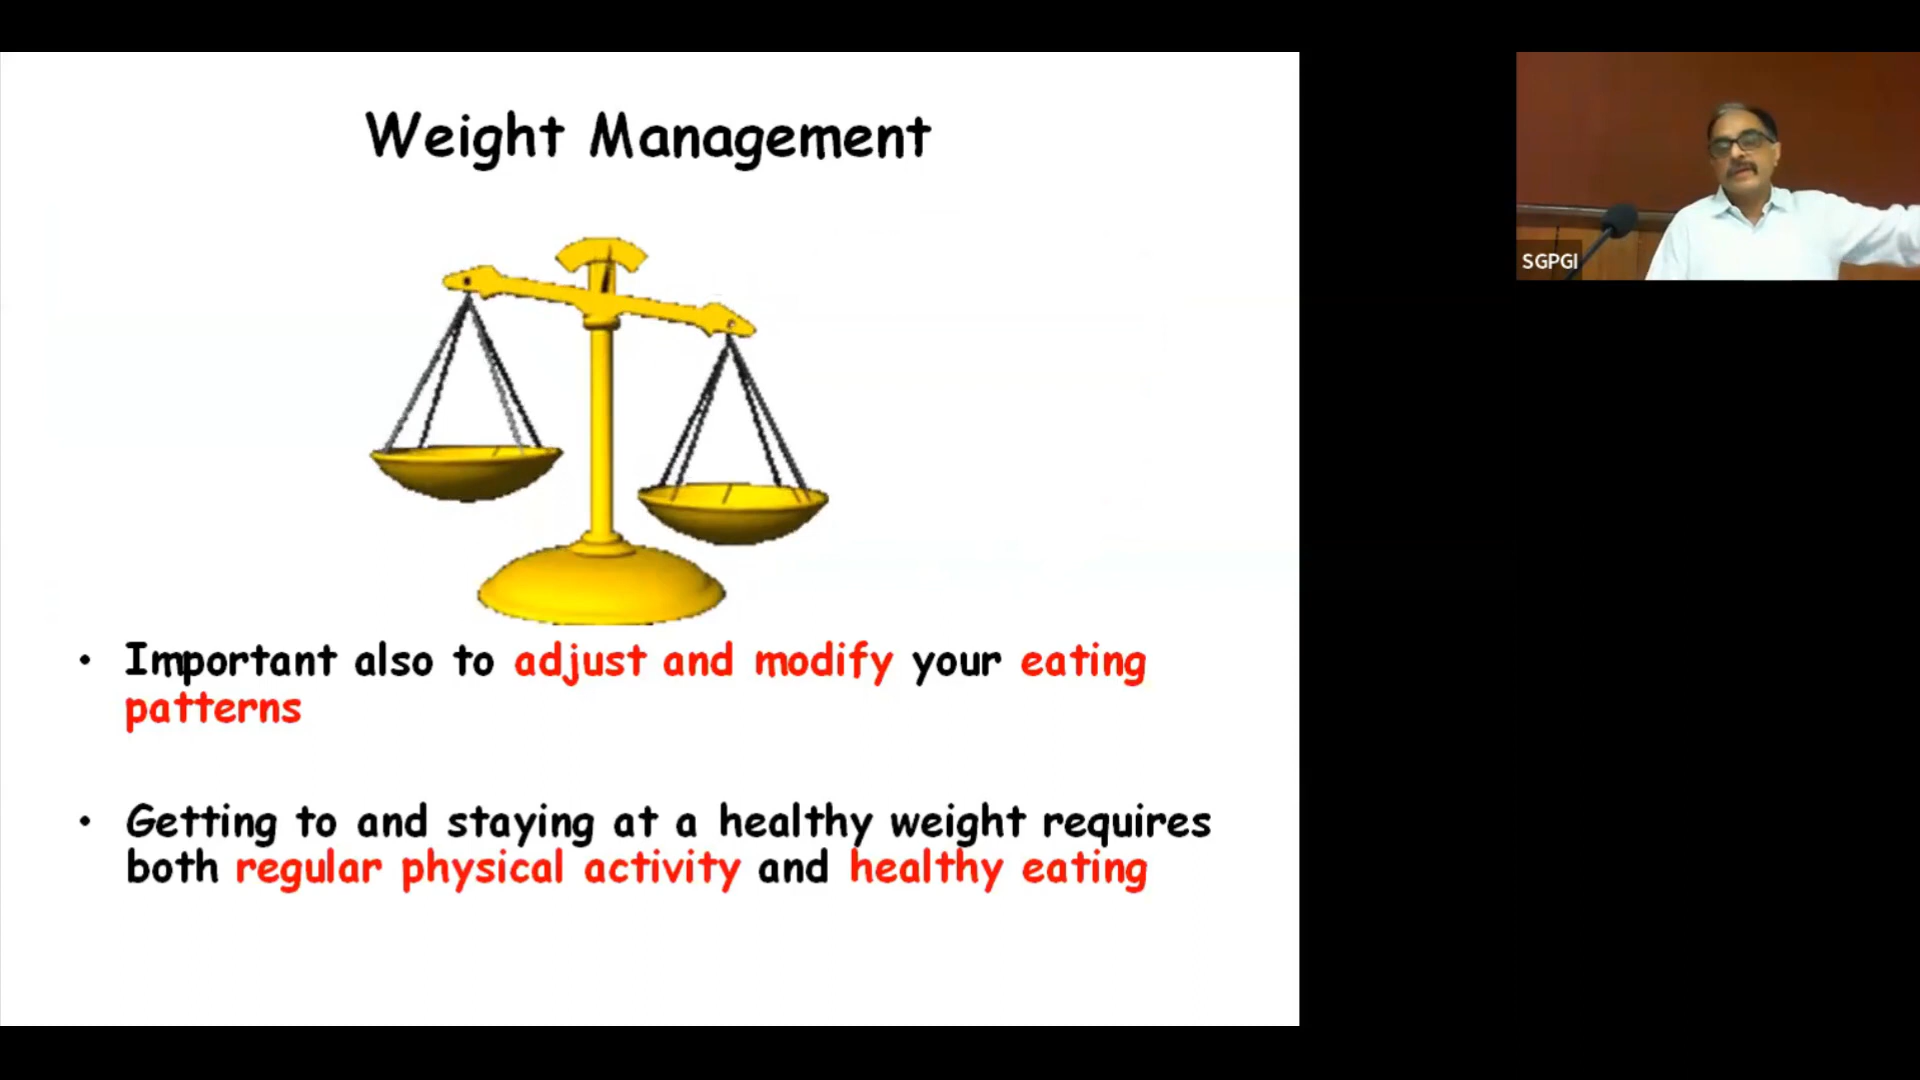 Weight Management
• Important also to adjust and modify your eating
patterns
• Getting to and staying at a healthy weight requires
both regular physical activity and healthy eating
SGPGI